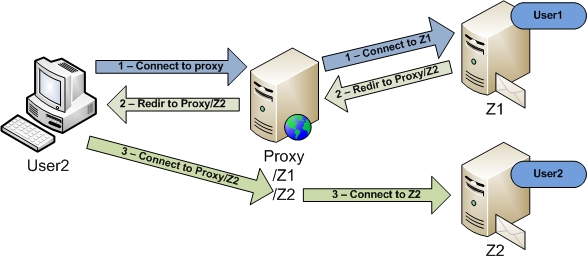 User1
1 – Connect to proxy
1 – Connect to Z1
2 – Redir to Proxy/Z2
2 – Redir to Proxy/Z2
Z1
User2
Proxy
/Z1
/Z2
3 – Connect to Proxy/Z2
3 – Connect to Z2
User2
Z2